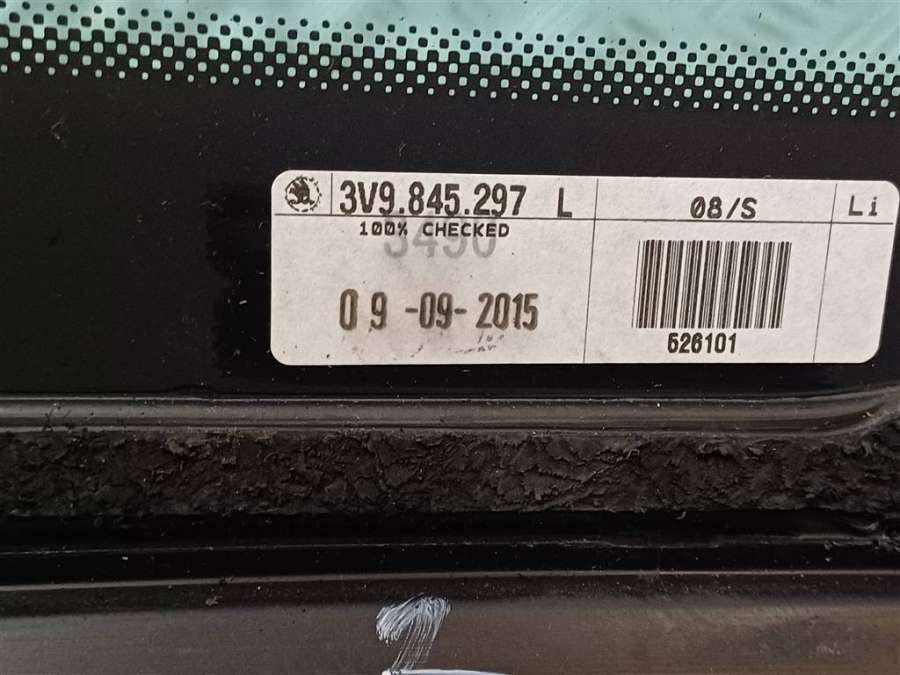 3V9.845.297 L 08/S Li
100% CHECKED
3490
09-09-2015
526101